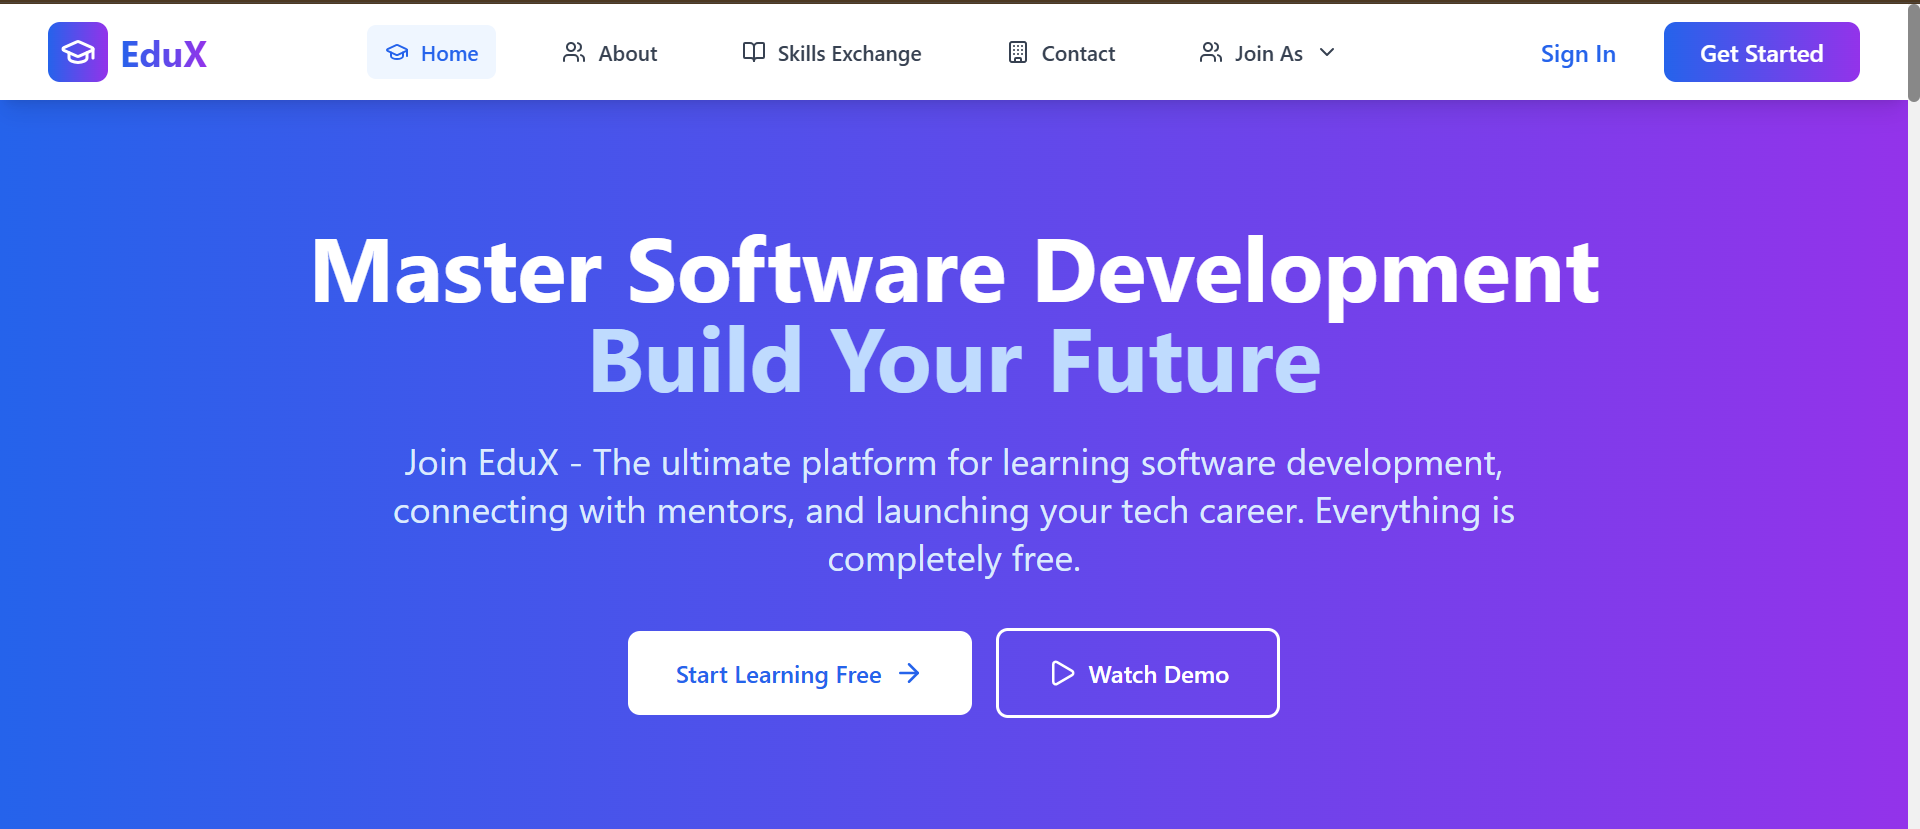 EduX
Home
About
Skills Exchange
Contact
Join As
Sign In
Get Started
Master Software Development
Build Your Future
Join EduX - The ultimate platform for learning software development,
connecting with mentors, and launching your tech career. Everything is
completely free.
Start Learning Free
Watch Demo